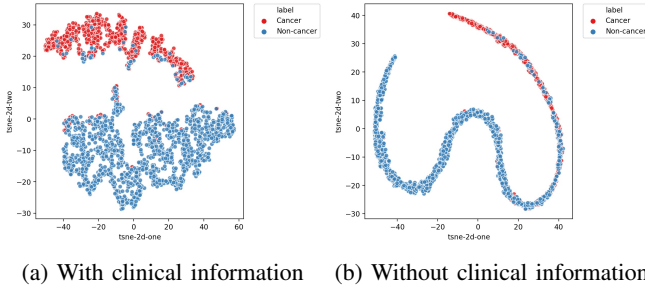 label
Cancer
Non-cancer
30
20
10
0
−10
−20
−30
tsne-2d-two
−40 −20 0 20 40 60
tsne-2d-one
label
Cancer
Non-cancer
40
30
20
10
0
−10
−20
−30
tsne-2d-two
−40 −20 0 20 40
tsne-2d-one
(a) With clinical information
(b) Without clinical information